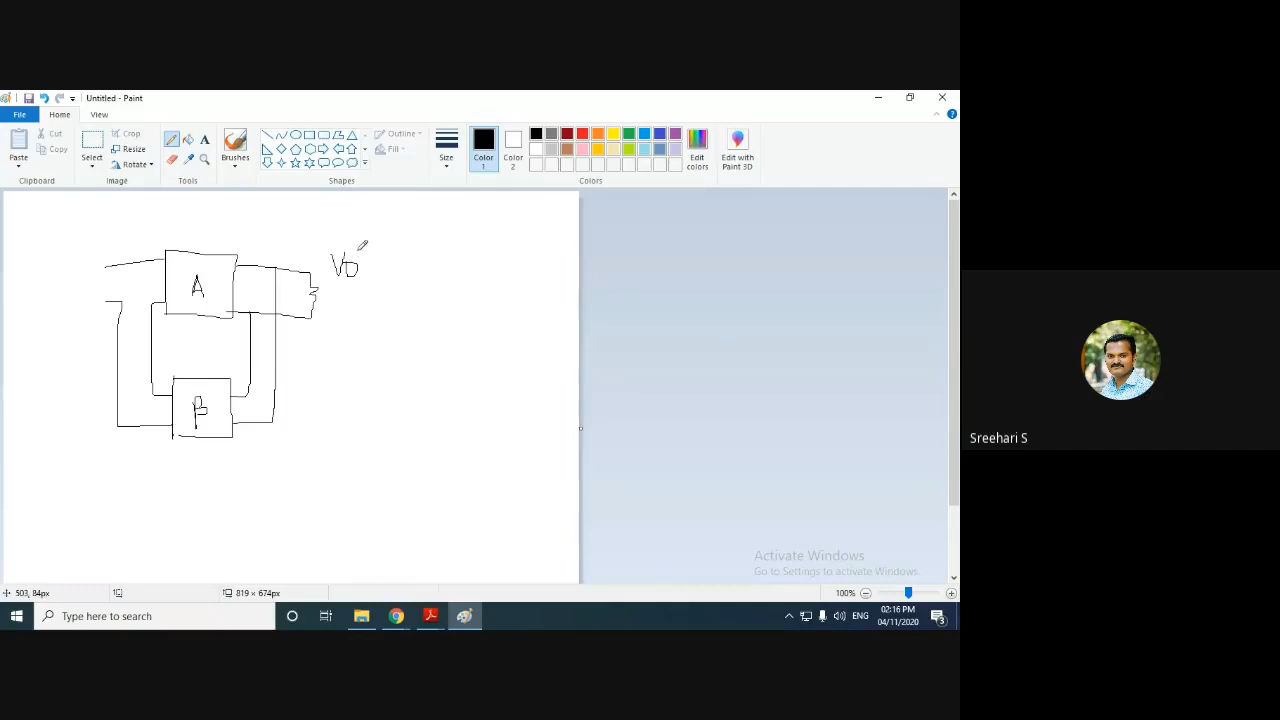 Untitled - Paint
File Home View
Cut
Copy
Paste
Clipboard
Crop
Resize
Rotate
Select
Image
Tools
Brushes
Outline
Fill
Shapes
Size
Color 1
Color 2
Edit colors
Edit with Paint 3D
Colors
A
Vo
β
Activate Windows
Go to Settings to activate Windows.
503, 84px
819 × 674px
100%
Type here to search
ENG
02:16 PM
04/11/2020
3
Sreehari S